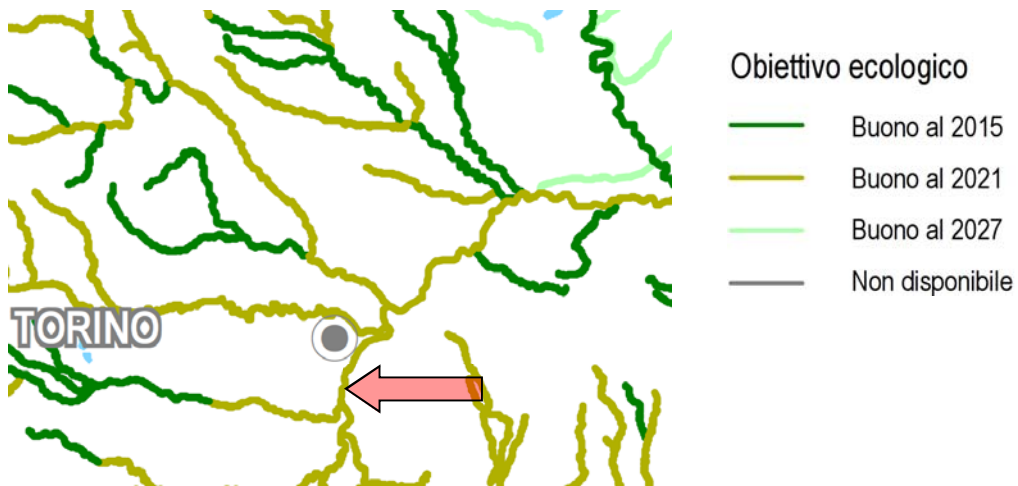 TORINO
Obiettivo ecologico
Buono al 2015
Buono al 2021
Buono al 2027
Non disponibile